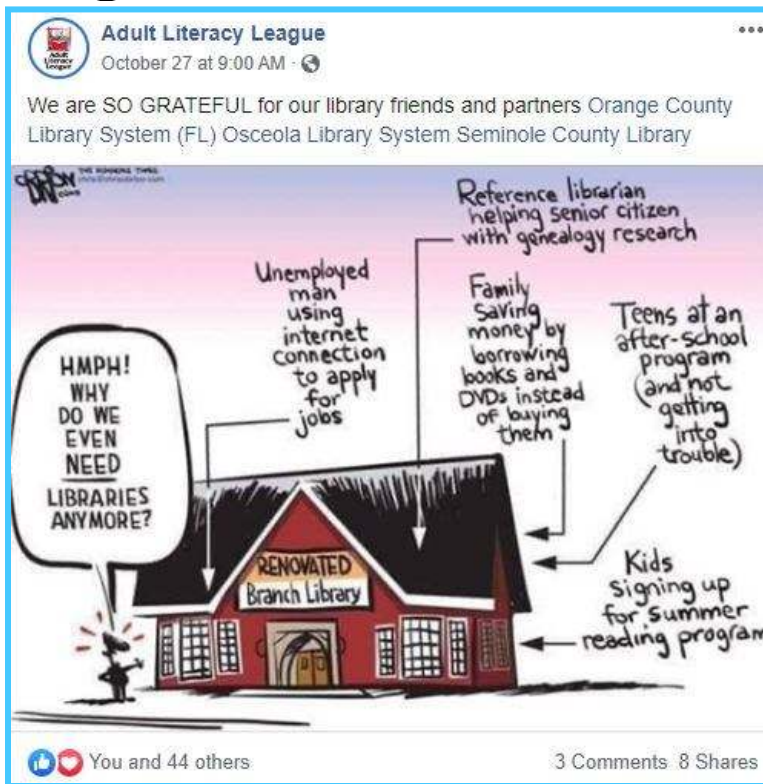 Adult Literacy League
October 27 at 9:00 AM ·
We are SO GRATEFUL for our library friends and partners Orange County
Library System (FL) Osceola Library System Seminole County Library
Reference librarian
helping senior citizen
with genealogy research
Unemployed
man
using
internet
connection
to apply
for
jobs
Family
saving
money by
borrowing
books and
DVDs instead
of buying
them
Teens at an
after-school
program
(and not
getting
into
trouble)
HMPH!
WHY
DO WE
EVEN
NEED
LIBRARIES
ANYMORE?
RENOVATED
Branch Library
Kids
signing up
for summer
reading program
You and 44 others
3 Comments 8 Shares